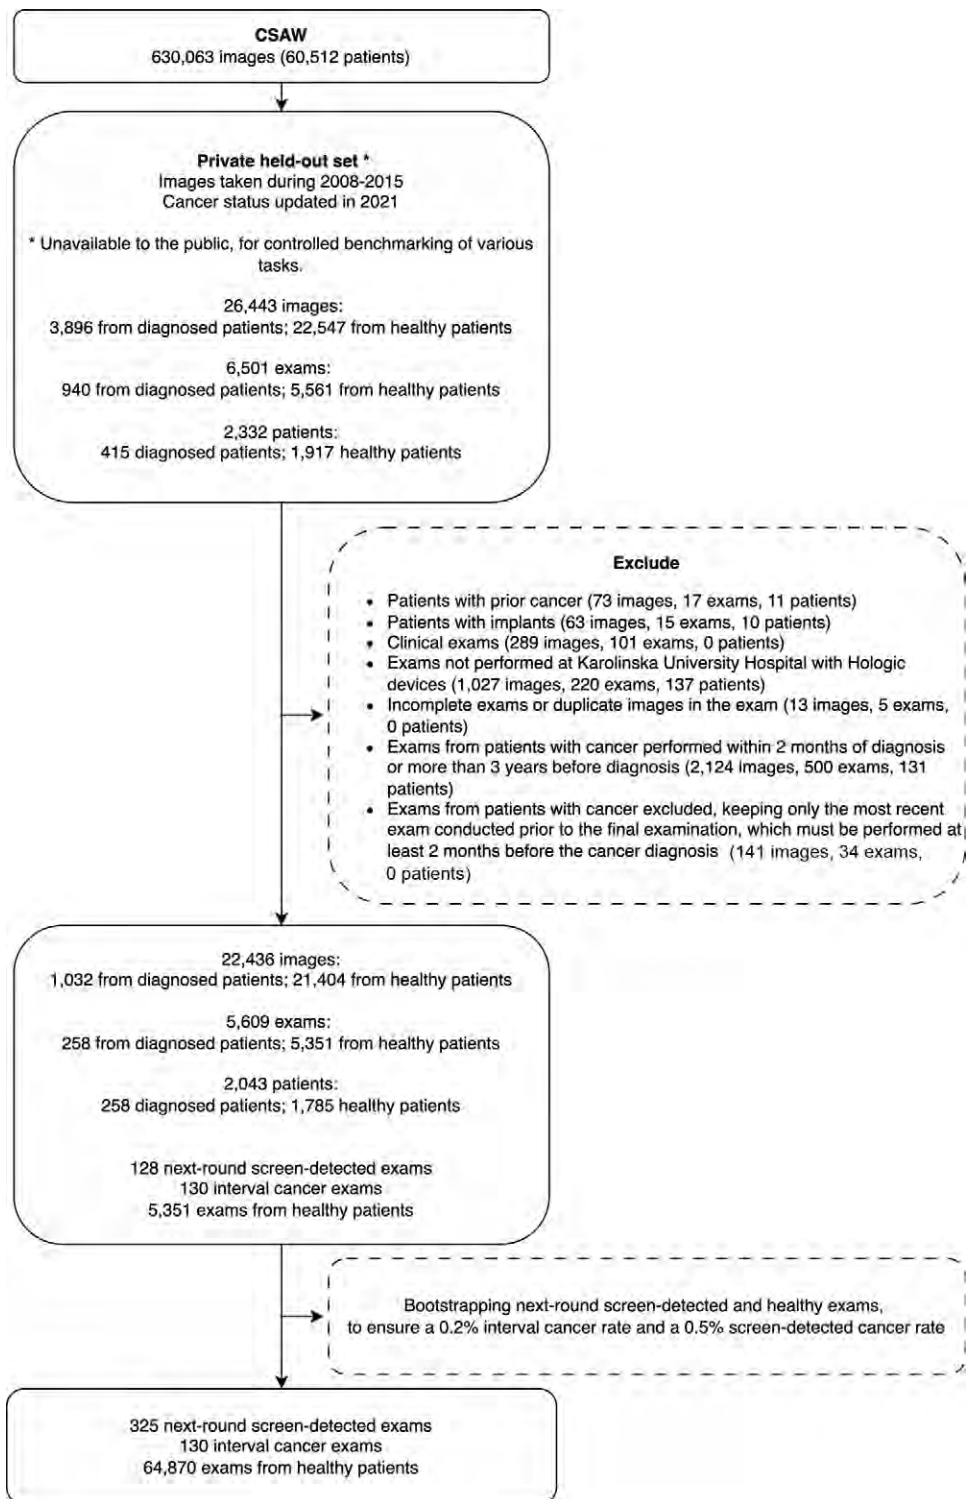 CSAW
630,063 images (60,512 patients)
Private held-out set *
Images taken during 2008-2015
Cancer status updated in 2021
* Unavailable to the public, for controlled benchmarking of various
tasks.
26,443 images:
3,896 from diagnosed patients; 22,547 from healthy patients
6,501 exams:
940 from diagnosed patients; 5,561 from healthy patients
2,332 patients:
415 diagnosed patients; 1,917 healthy patients
Exclude
• Patients with prior cancer (73 images, 17 exams, 11 patients)
• Patients with implants (63 images, 15 exams, 10 patients)
• Clinical exams (289 images, 101 exams, 0 patients)
• Exams not performed at Karolinska University Hospital with Hologic
devices (1,027 images, 220 exams, 137 patients)
• Incomplete exams or duplicate images in the exam (13 images, 5 exams,
0 patients)
• Exams from patients with cancer performed within 2 months of diagnosis
or more than 3 years before diagnosis (2,124 images, 500 exams, 131
patients)
• Exams from patients with cancer excluded, keeping only the most recent
exam conducted prior to the final examination, which must be performed at
least 2 months before the cancer diagnosis (141 images, 34 exams,
0 patients)
22,436 images:
1,032 from diagnosed patients; 21,404 from healthy patients
5,609 exams:
258 from diagnosed patients; 5,351 from healthy patients
2,043 patients:
258 diagnosed patients; 1,785 healthy patients
128 next-round screen-detected exams
130 interval cancer exams
5,351 exams from healthy patients
Bootstrapping next-round screen-detected and healthy exams,
to ensure a 0.2% interval cancer rate and a 0.5% screen-detected cancer rate
325 next-round screen-detected exams
130 interval cancer exams
64,870 exams from healthy patients